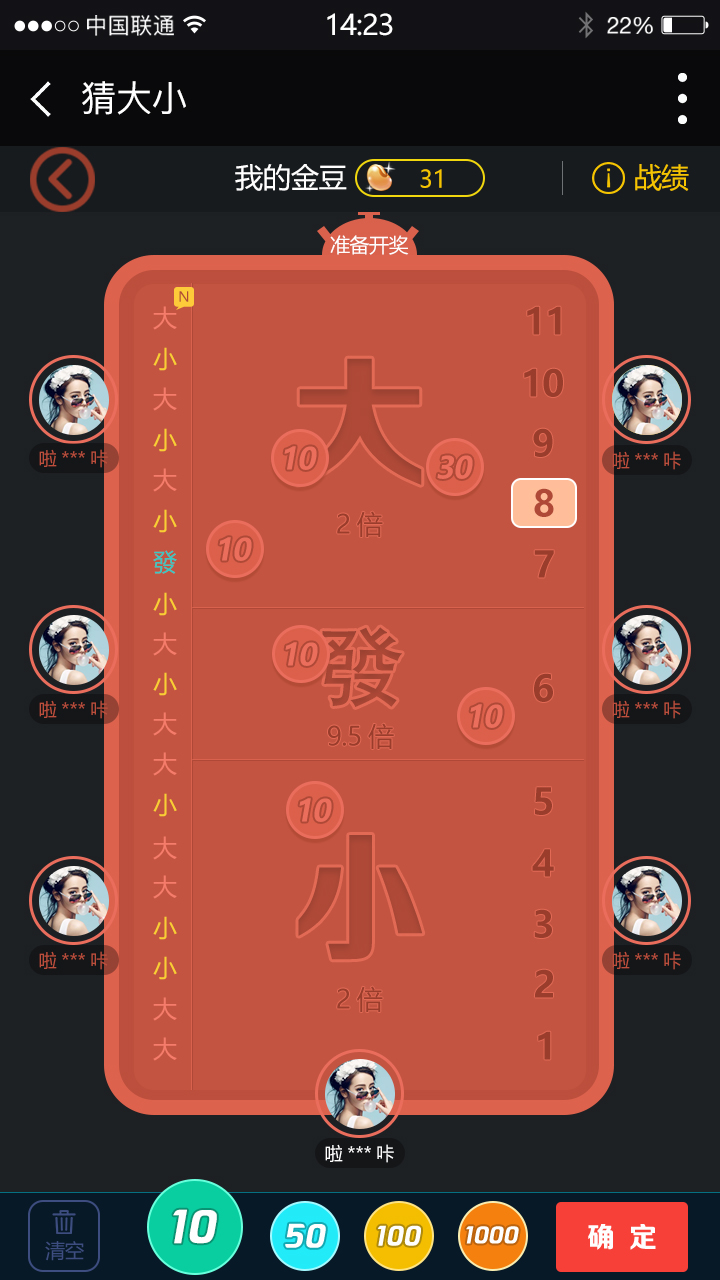 中国联通 14:23 22%
猜大小
我的金豆 31 战绩
准备开奖
N
大
小
大
小
大
小
發
小
大
小
大
大
小
大
大
小
小
大
大
大
10
30
2 倍
10
發
10
10
9.5 倍
10
小
2 倍
11
10
9
8
7
6
5
4
3
2
1
啦 *** 咔
啦 *** 咔
啦 *** 咔
啦 *** 咔
啦 *** 咔
啦 *** 咔
啦 *** 咔
清空
10
50
100
1000
确 定